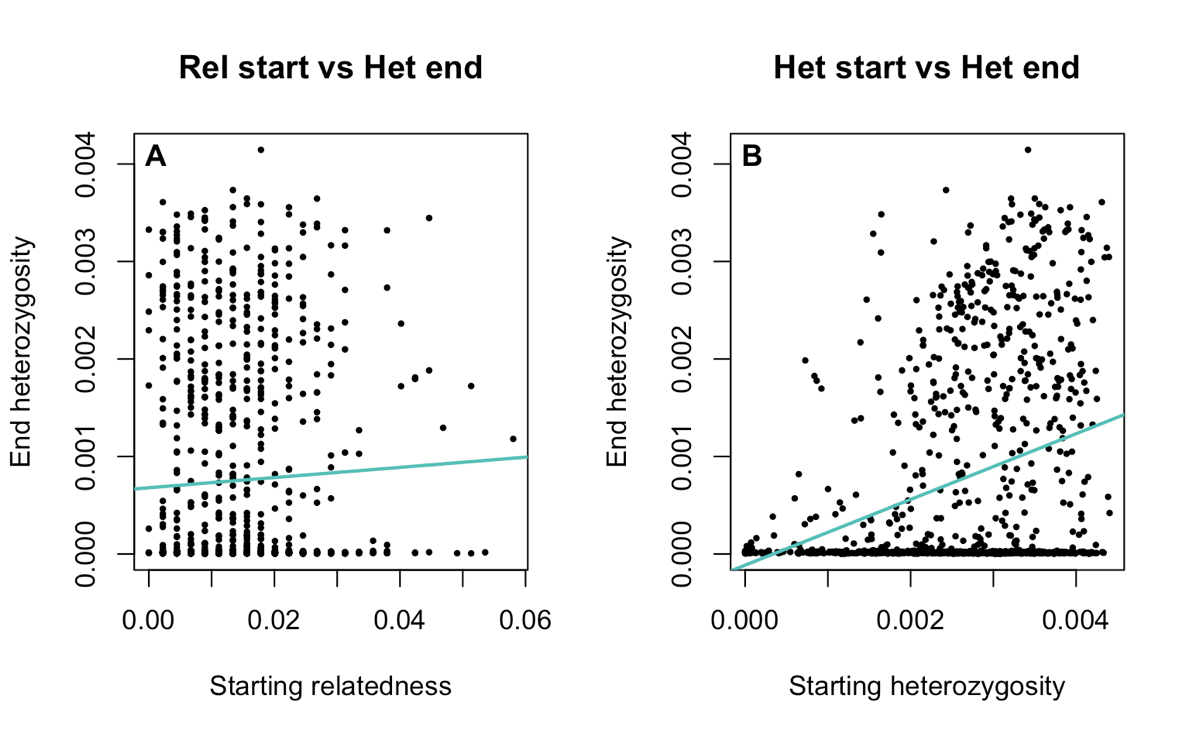 Rel start vs Het end
A
End heterozygosity
0.004
0.003
0.002
0.001
0.000
0.00 0.02 0.04 0.06
Starting relatedness
Het start vs Het end
B
End heterozygosity
0.004
0.003
0.002
0.001
0.000
0.000 0.002 0.004
Starting heterozygosity